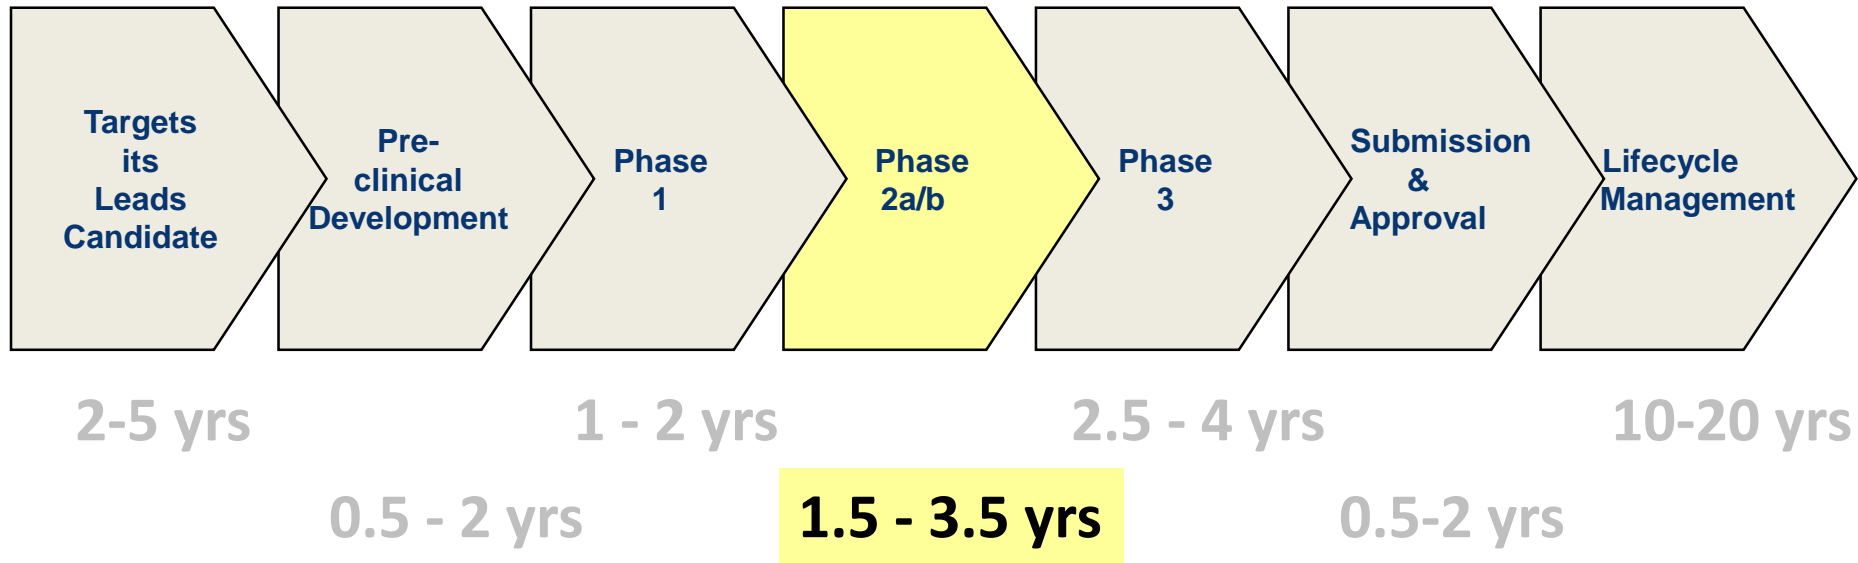 Targets
its
Leads
Candidate
Pre-
clinical
Development
Phase
1
Phase
2a/b
Phase
3
Submission
&
Approval
Lifecycle
Management
2-5 yrs
1 - 2 yrs
2.5 - 4 yrs
10-20 yrs
0.5 - 2 yrs
1.5 - 3.5 yrs
0.5-2 yrs